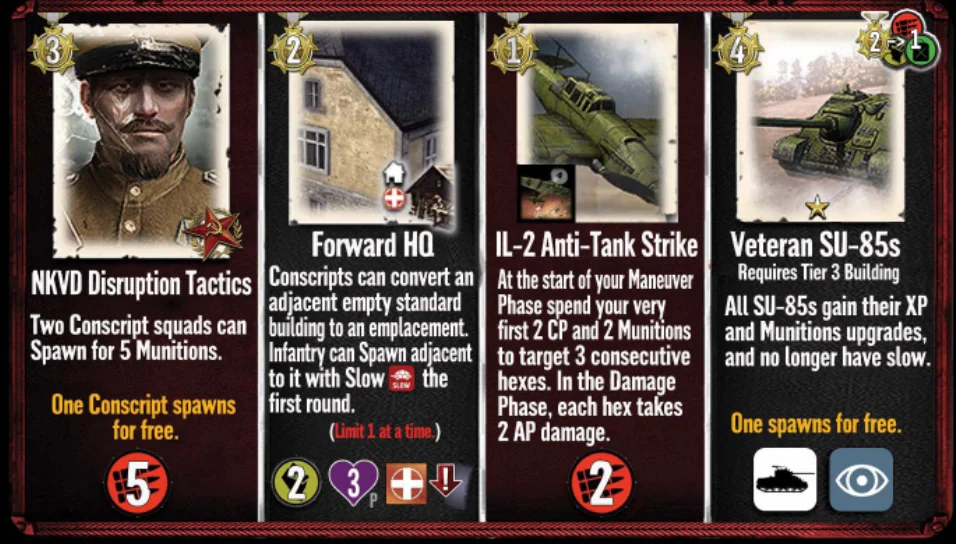 3
NKVD Disruption Tactics
Two Conscript squads can
Spawn for 5 Munitions.
One Conscript spawns
for free.
5
2
Forward HQ
Conscripts can convert an
adjacent empty standard
building to an emplacement.
Infantry can Spawn adjacent
to it with Slow SLOW the
first round.
(Limit 1 at a time.)
2 3 P !
1
IL-2 Anti-Tank Strike
At the start of your Maneuver
Phase spend your very
first 2 CP and 2 Munitions
to target 3 consecutive
hexes. In the Damage
Phase, each hex takes
2 AP damage.
2
4
2 -> 1
Veteran SU-85s
Requires Tier 3 Building
All SU-85s gain their XP
and Munitions upgrades,
and no longer have slow.
One spawns for free.